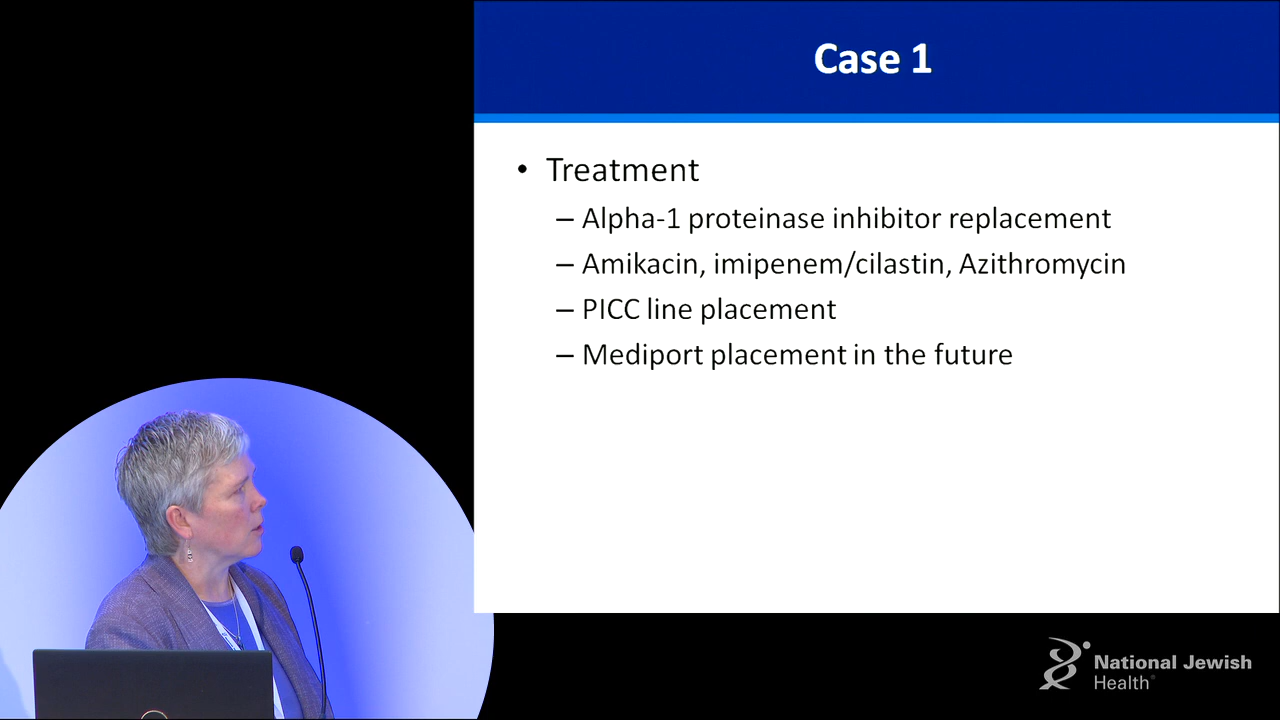 Case 1
• Treatment
– Alpha-1 proteinase inhibitor replacement
– Amikacin, imipenem/cilastin, Azithromycin
– PICC line placement
– Mediport placement in the future
National Jewish
Health®